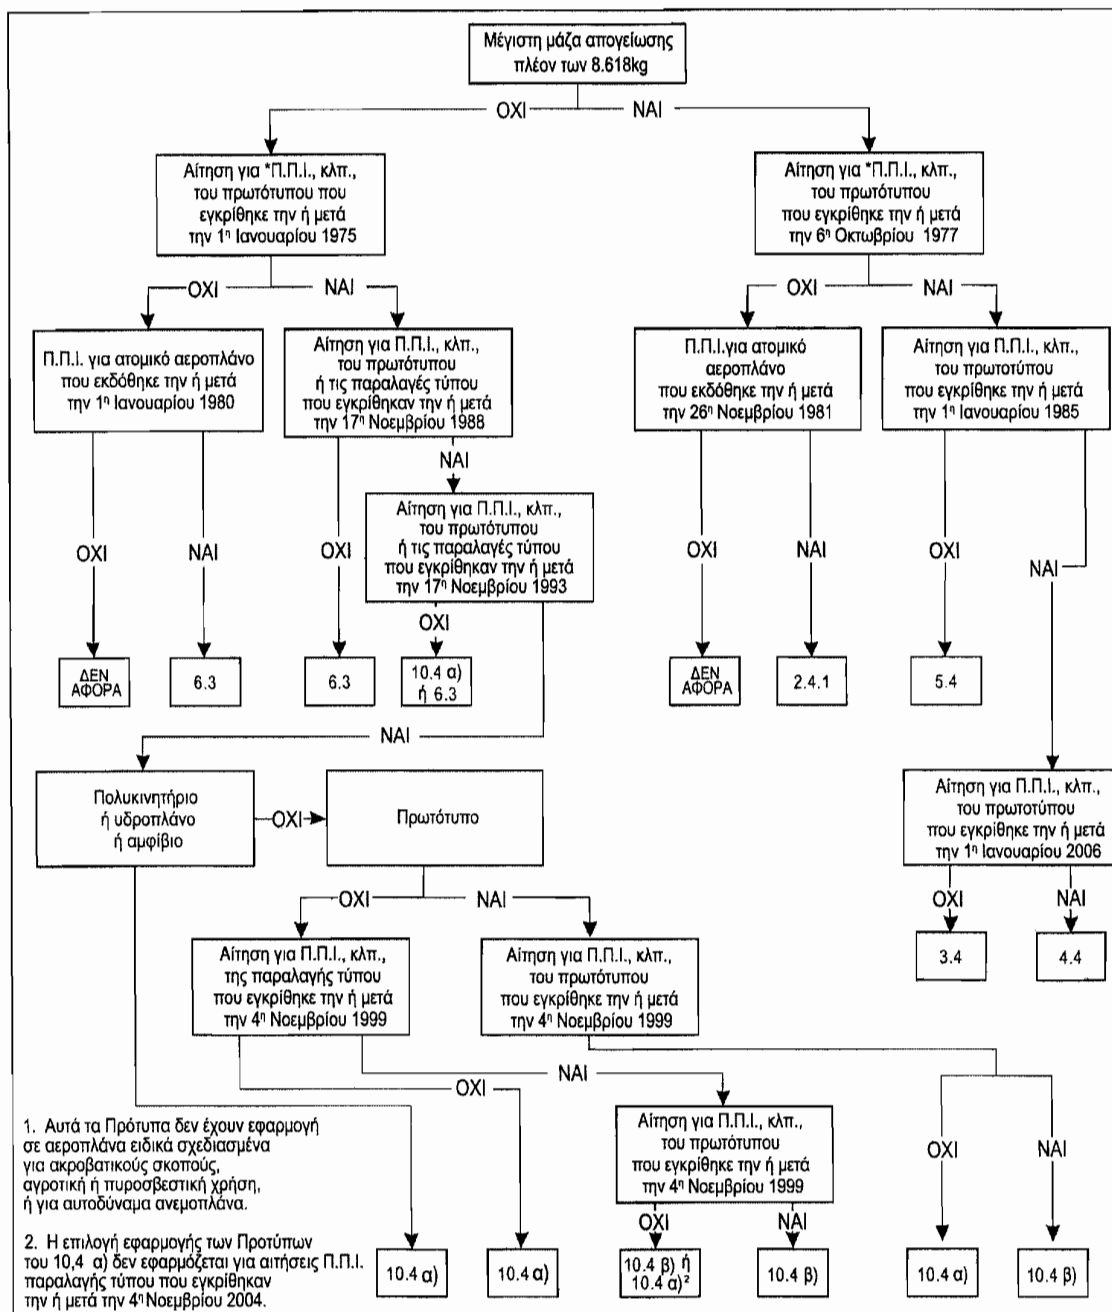 Μέγιστη μάζα απογείωσης
πλέον των 8.618kg
ΟΧΙ
ΝΑΙ
Αίτηση για *Π.Π.Ι., κλπ.,
του πρωτότυπου που
εγκρίθηκε την ή μετά
την 1η Ιανουαρίου 1975
Αίτηση για *Π.Π.Ι., κλπ.,
του πρωτότυπου
που εγκρίθηκε την ή μετά
την 6η Οκτωβρίου 1977
ΟΧΙ
ΝΑΙ
ΟΧΙ
ΝΑΙ
Π.Π.Ι. για ατομικό αεροπλάνο
που εκδόθηκε την ή μετά
την 1η Ιανουαρίου 1980
Αίτηση για Π.Π.Ι., κλπ.,
του πρωτότυπου
ή τις παραλαγές τύπου
που εγκρίθηκαν την ή μετά
την 17η Νοεμβρίου 1988
Π.Π.Ι.για ατομικό
αεροπλάνο
που εκδόθηκε την ή μετά
την 26η Νοεμβρίου 1981
Αίτηση για Π.Π.Ι., κλπ.,
του πρωτοτύπου
που εγκρίθηκε την ή μετά
την 1η Ιανουαρίου 1985
ΝΑΙ
Αίτηση για Π.Π.Ι., κλπ.,
του πρωτότυπου
ή τις παραλαγές τύπου
που εγκρίθηκαν την ή μετά
την 17η Νοεμβρίου 1993
ΟΧΙ
ΝΑΙ
ΟΧΙ
ΟΧΙ
ΝΑΙ
ΟΧΙ
ΝΑΙ
ΟΧΙ
ΔΕΝ
ΑΦΟΡΑ
6.3
6.3
10.4 α)
ή 6.3
ΔΕΝ
ΑΦΟΡΑ
2.4.1
5.4
ΝΑΙ
Πολυκινητήριο
ή υδροπλάνο
ή αμφίβιο
ΟΧΙ
Πρωτότυπο
Αίτηση για Π.Π.Ι., κλπ.,
του πρωτοτύπου
που εγκρίθηκε την ή μετά
την 1η Ιανουαρίου 2006
ΟΧΙ
ΝΑΙ
ΟΧΙ
ΝΑΙ
3.4
4.4
Αίτηση για Π.Π.Ι., κλπ.,
της παραλαγής τύπου
που εγκρίθηκε την ή μετά
την 4η Νοεμβρίου 1999
Αίτηση για Π.Π.Ι., κλπ.,
του πρωτότυπου
που εγκρίθηκε την ή μετά
την 4η Νοεμβρίου 1999
ΟΧΙ
ΝΑΙ
Αίτηση για Π.Π.Ι., κλπ.,
του πρωτότυπου
που εγκρίθηκε την ή μετά
την 4η Νοεμβρίου 1999
ΟΧΙ
ΝΑΙ
ΟΧΙ
ΝΑΙ
1. Αυτά τα Πρότυπα δεν έχουν εφαρμογή
σε αεροπλάνα ειδικά σχεδιασμένα
για ακροβατικούς σκοπούς,
αγροτική ή πυροσβεστική χρήση,
ή για αυτοδύναμα ανεμοπλάνα.
2. Η επιλογή εφαρμογής των Προτύπων
του 10,4 α) δεν εφαρμόζεται για αιτήσεις Π.Π.Ι.
παραλαγής τύπου που εγκρίθηκαν
την ή μετά την 4η Νοεμβρίου 2004.
10.4 α)
10.4 α)
10.4 β) ή
10.4 α)²
10.4 β)
10.4 α)
10.4 β)